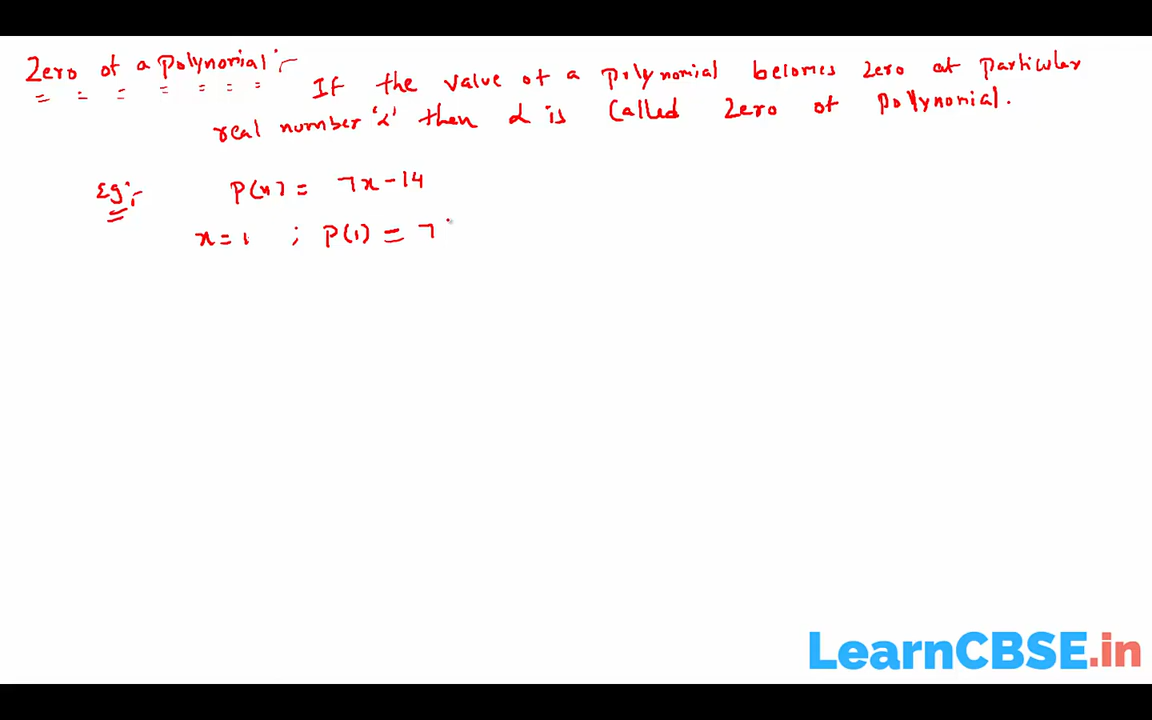 Zero of a Polynomial :-
If the value of a polynomial becomes zero at particular
real number 'α' then α is called zero of polynomial.
Eg:- P(x) = 7x - 14
x = 1 ; P(1) = 7
LearnCBSE.in